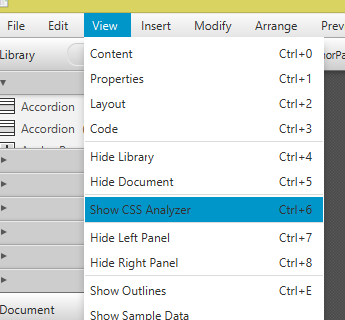 File Edit View Insert Modify Arrange
Library
Content Ctrl+0
Properties Ctrl+1
Accordion Layout Ctrl+2
Accordion Code Ctrl+3
Hide Library Ctrl+4
Hide Document Ctrl+5
Show CSS Analyzer Ctrl+6
Hide Left Panel Ctrl+7
Hide Right Panel Ctrl+8
Show Outlines Ctrl+E
Document
Show Sample Data